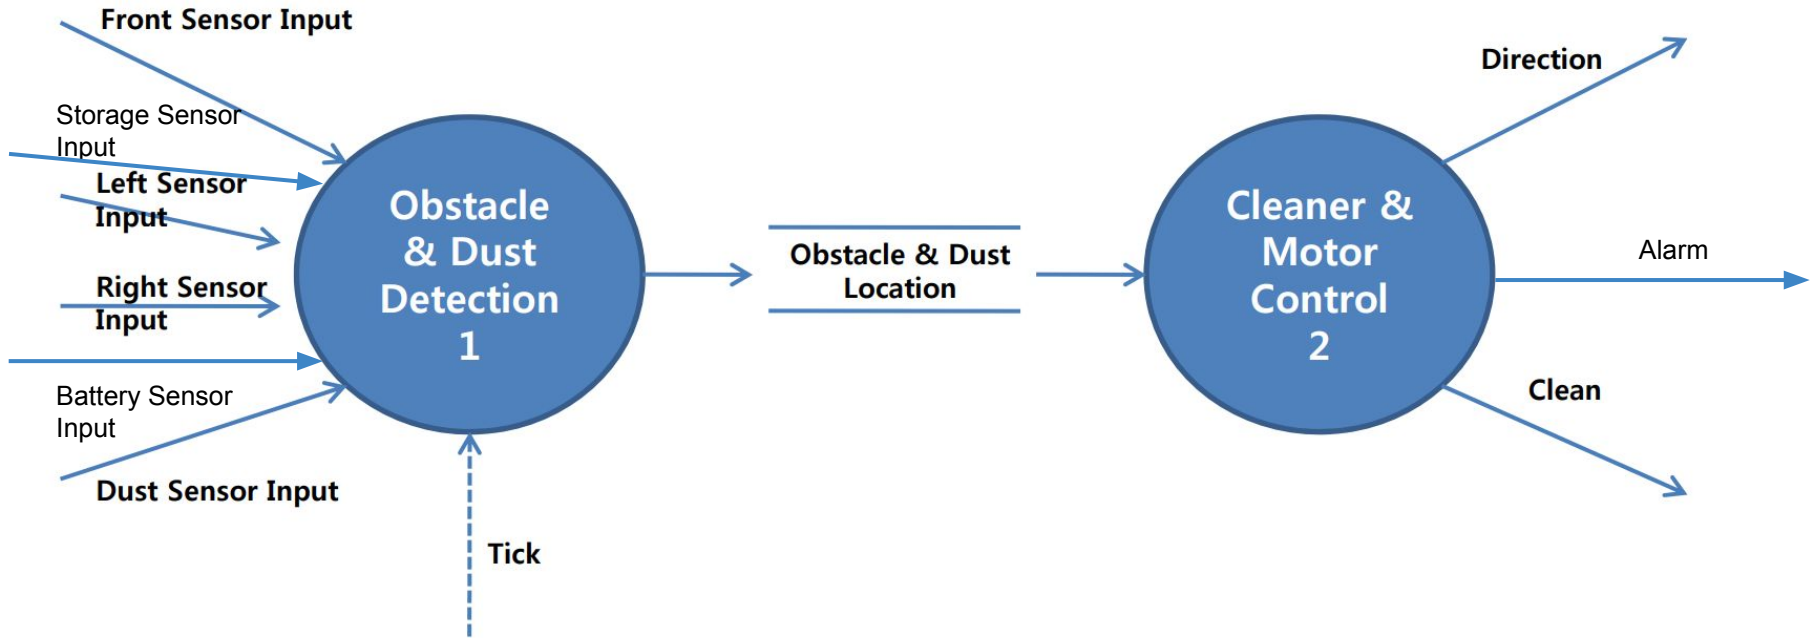 Front Sensor Input
Storage Sensor
Input
Left Sensor
Input
Right Sensor
Input
Battery Sensor
Input
Dust Sensor Input
Tick
Obstacle
& Dust
Detection
1
Obstacle & Dust
Location
Cleaner &
Motor
Control
2
Direction
Alarm
Clean